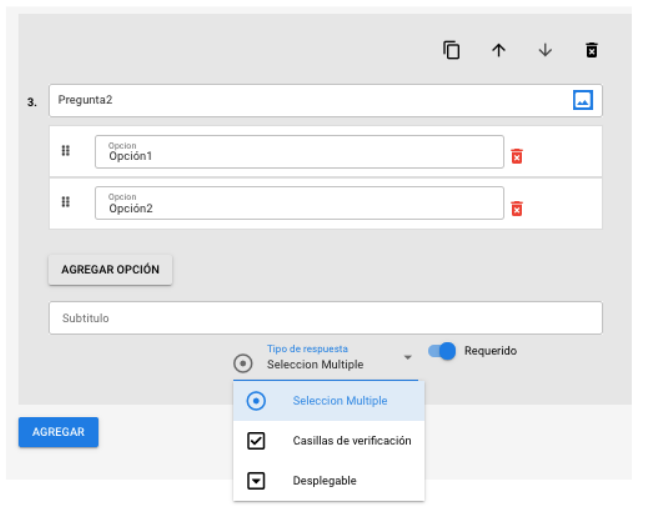 3.
Pregunta2
Opcion
Opción1
Opcion
Opción2
AGREGAR OPCIÓN
Subtitulo
Tipo de respuesta
Seleccion Multiple
Requerido
Seleccion Multiple
Casillas de verificación
Desplegable
AGREGAR